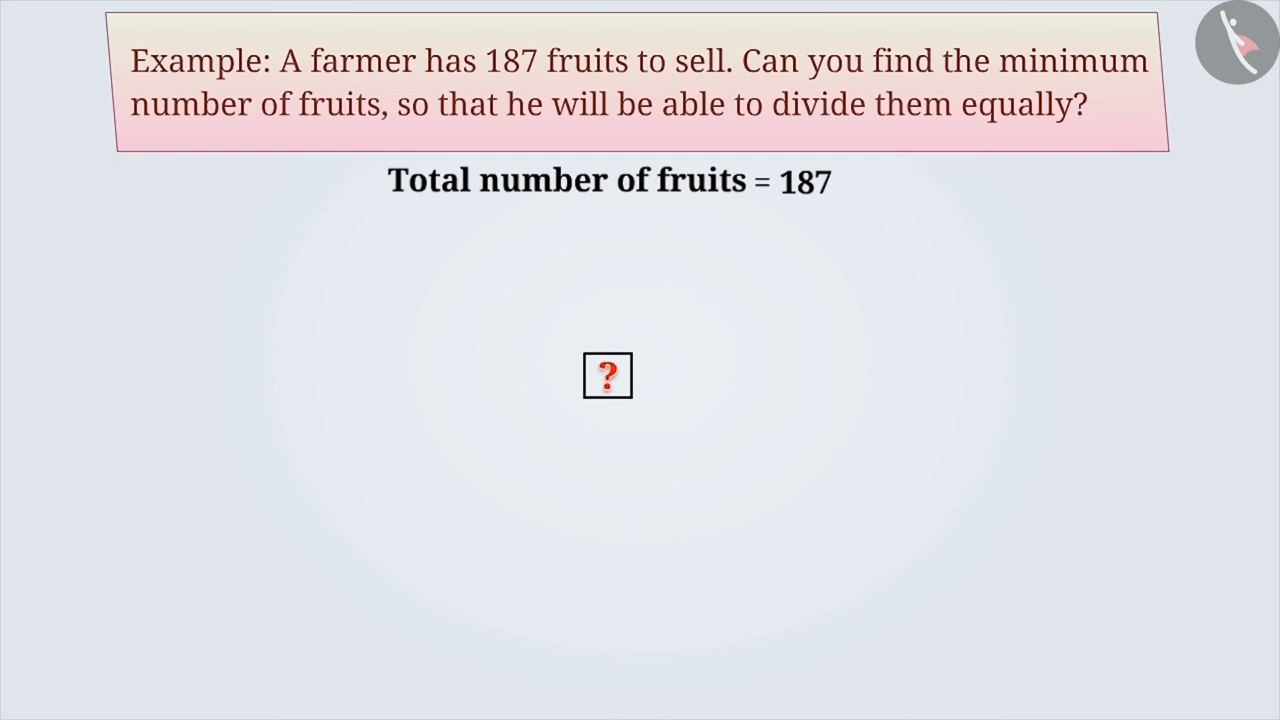 Example: A farmer has 187 fruits to sell. Can you find the minimum
number of fruits, so that he will be able to divide them equally?
Total number of fruits = 187
?